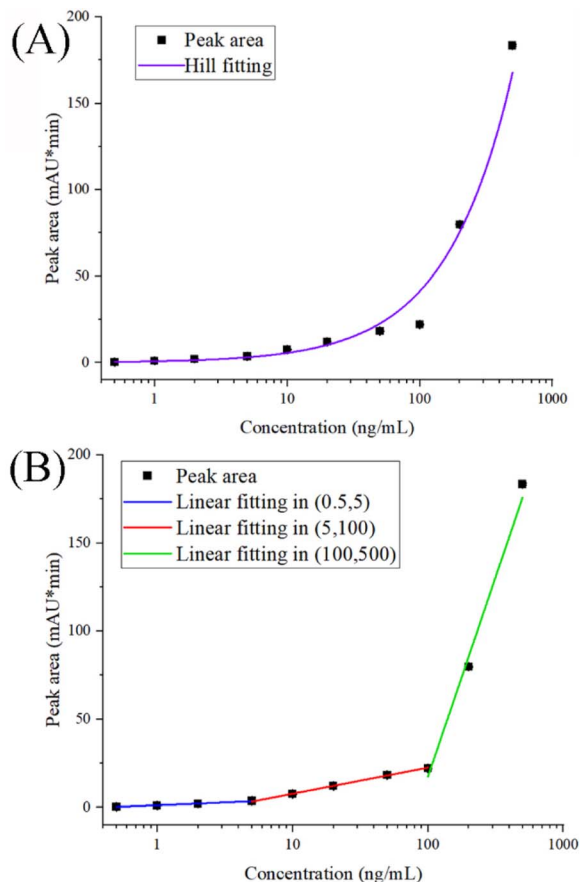 (A)
Peak area
Hill fitting
200
150
100
50
0
Peak area (mAU*min)
1
10
100
1000
Concentration (ng/mL)
(B)
Peak area
Linear fitting in (0.5,5)
Linear fitting in (5,100)
Linear fitting in (100,500)
200
150
100
50
0
Peak area (mAU*min)
1
10
100
1000
Concentration (ng/mL)